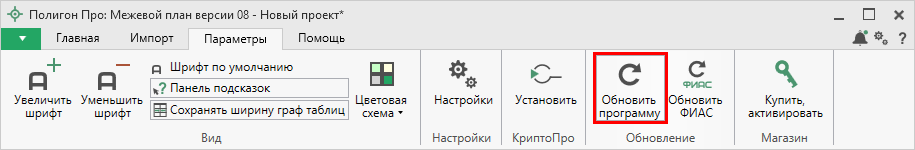 Полигон Про: Межевой план версии 08 - Новый проект*
Главная Импорт Параметры Помощь
?
Увеличить
шрифт
Уменьшить
шрифт
Шрифт по умолчанию
Панель подсказок
Сохранять ширину граф таблиц
Цветовая
схема
Вид
Настройки
Настройки
Установить
КриптоПро
Обновить
программу
ФИАС
Обновить
ФИАС
Обновление
Купить,
активировать
Магазин